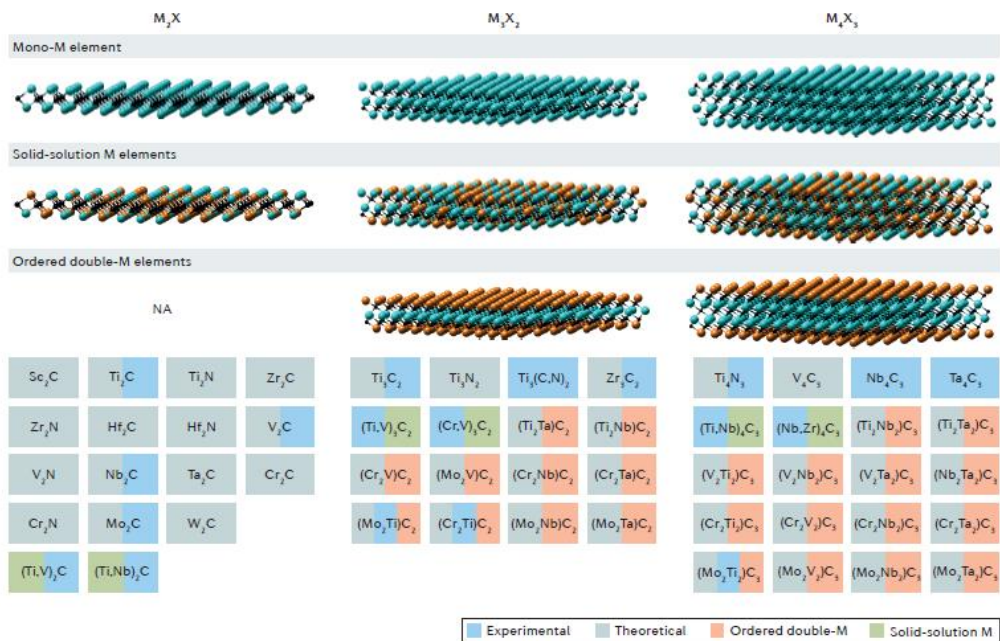 M₂X M₃X₂ M₄X₃
Mono-M element
Solid-solution M elements
Ordered double-M elements
NA
Sc₂C Ti₂C Ti₂N Zr₂C Ti₃C₂ Ti₃N₂ Ti₃(C,N)₂ Zr₃C₂ Ti₄N₃ V₄C₃ Nb₄C₃ Ta₄C₃
Zr₂N Hf₂C Hf₂N V₂C (Ti,V)₃C₂ (Cr,V)₃C₂ (Ti₂Ta)C₂ (Ti₂Nb)C₂ (Ti,Nb)₄C₃ (Nb,Zr)₄C₃ (Ti₂Nb₂)C₃ (Ti₂Ta₂)C₃
V₂N Nb₂C Ta₂C Cr₂C (Cr₂V)C₂ (Mo₂V)C₂ (Cr₂Nb)C₂ (Cr₂Ta)C₂ (V₂Ti₂)C₃ (V₂Nb₂)C₃ (V₂Ta₂)C₃ (Nb₂Ta₂)C₃
Cr₂N Mo₂C W₂C (Mo₂Ti)C₂ (Cr₂Ti)C₂ (Mo₂Nb)C₂ (Mo₂Ta)C₂ (Cr₂Ti₂)C₃ (Cr₂V₂)C₃ (Cr₂Nb₂)C₃ (Cr₂Ta₂)C₃
(Ti,V)₂C (Ti,Nb)₂C (Mo₂Ti₂)C₃ (Mo₂V₂)C₃ (Mo₂Nb₂)C₃ (Mo₂Ta₂)C₃
Experimental Theoretical Ordered double-M Solid-solution M